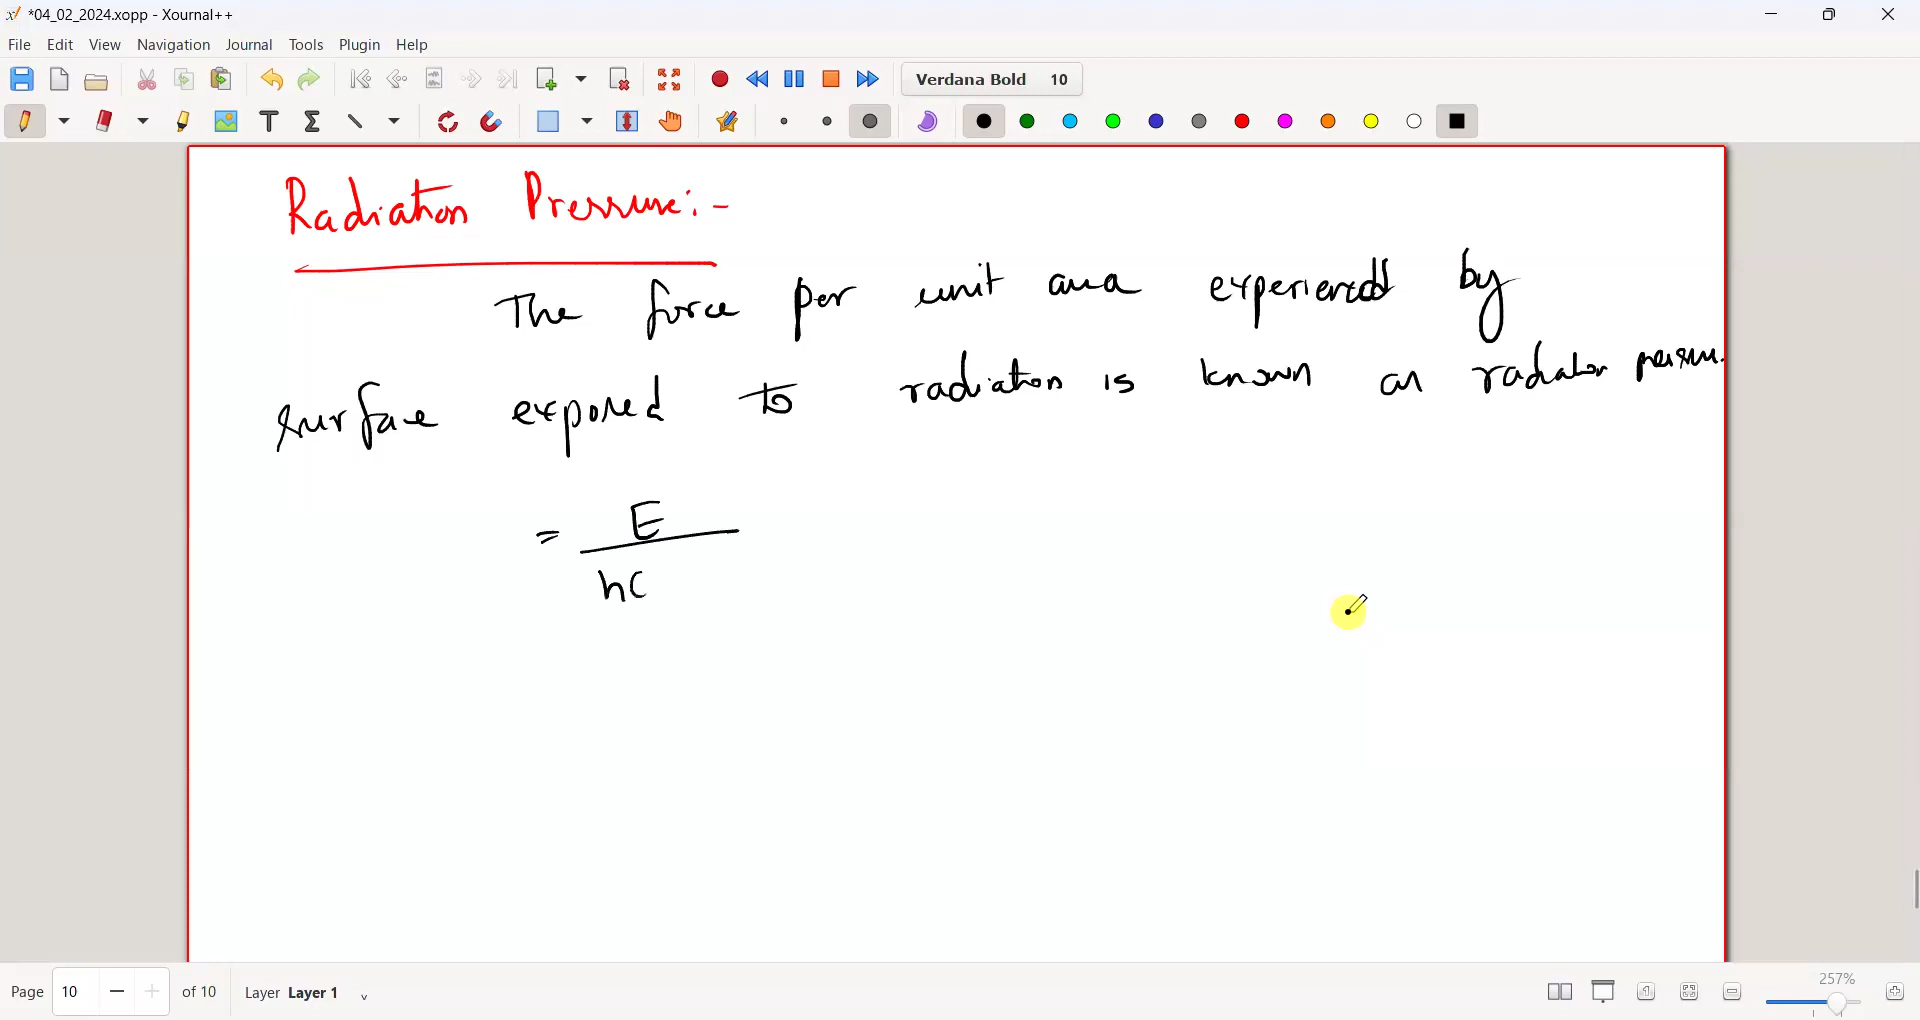 *04_02_2024.xopp - Xournal++
File Edit View Navigation Journal Tools Plugin Help
Verdana Bold 10
Radiation Pressure:-
The force per unit area experienced by
surface exposed to radiation is known as radiation pressure.
= E
hC
Page 10 of 10 Layer Layer 1 257%